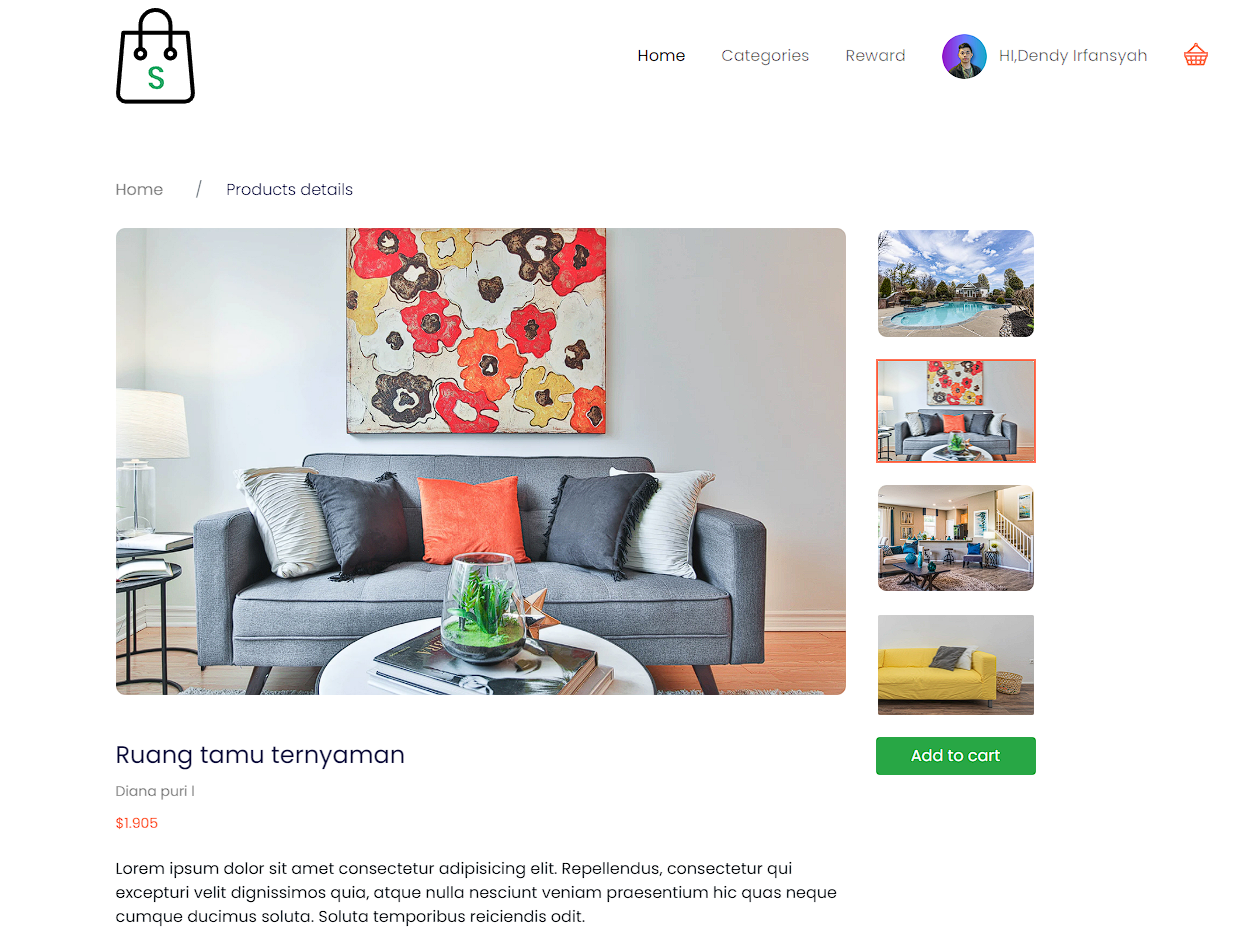 S
Home Categories Reward HI,Dendy Irfansyah
Home / Products details
Ruang tamu ternyaman
Diana puri l
$1.905
Add to cart
Lorem ipsum dolor sit amet consectetur adipisicing elit. Repellendus, consectetur qui
excepturi velit dignissimos quia, atque nulla nesciunt veniam praesentium hic quas neque
cumque ducimus soluta. Soluta temporibus reiciendis odit.